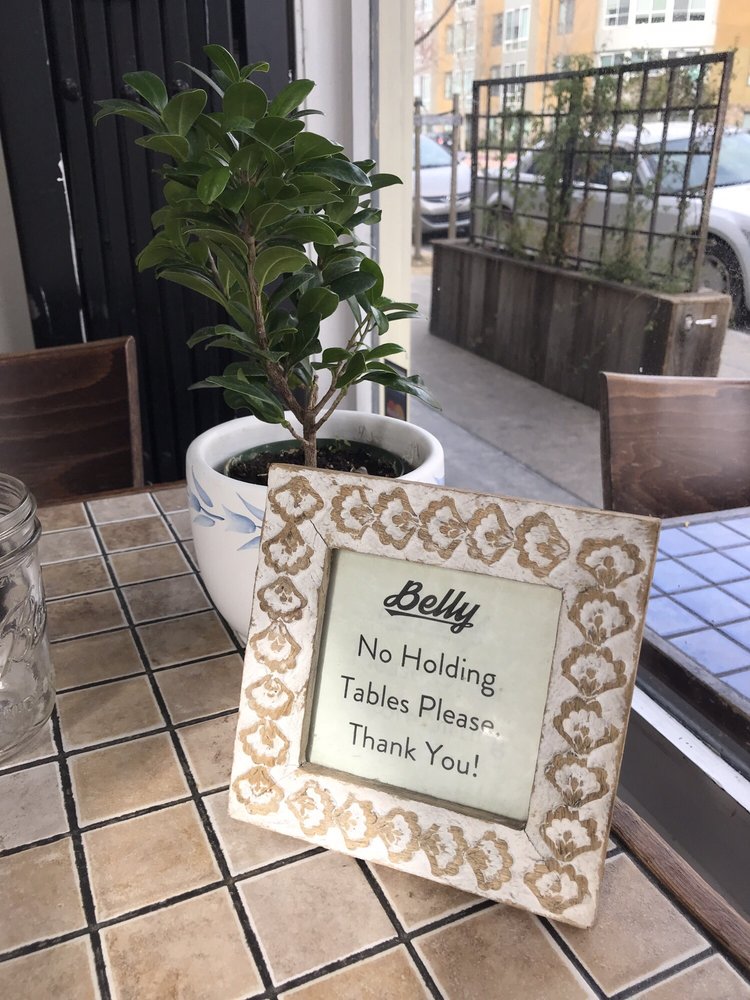 Belly
No Holding
Tables Please.
Thank You!